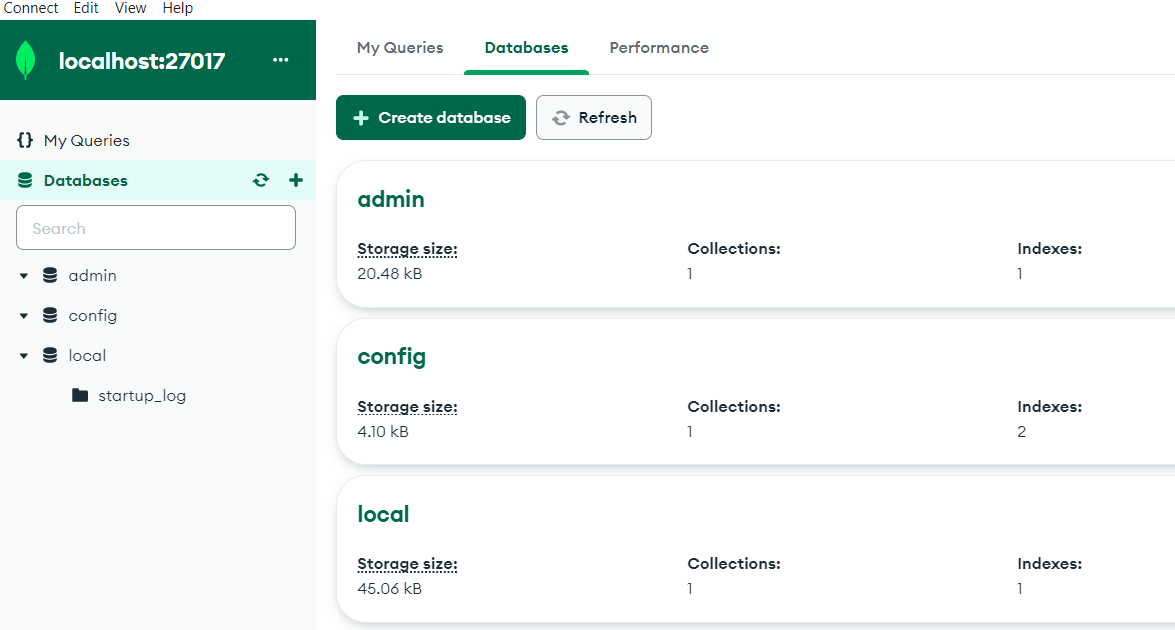 Connect Edit View Help
localhost:27017 ...
My Queries
Databases
Search
admin
config
local
startup_log
My Queries Databases Performance
Create database Refresh
admin
Storage size: Collections: Indexes:
20.48 kB 1 1
config
Storage size: Collections: Indexes:
4.10 kB 1 2
local
Storage size: Collections: Indexes:
45.06 kB 1 1